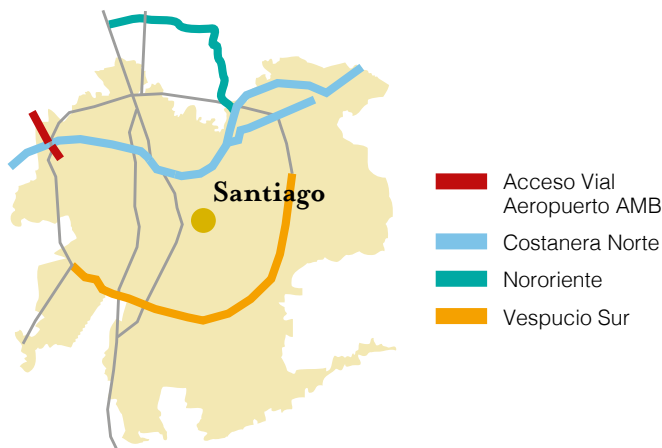 Santiago
Acceso Vial
Aeropuerto AMB
Costanera Norte
Nororiente
Vespucio Sur